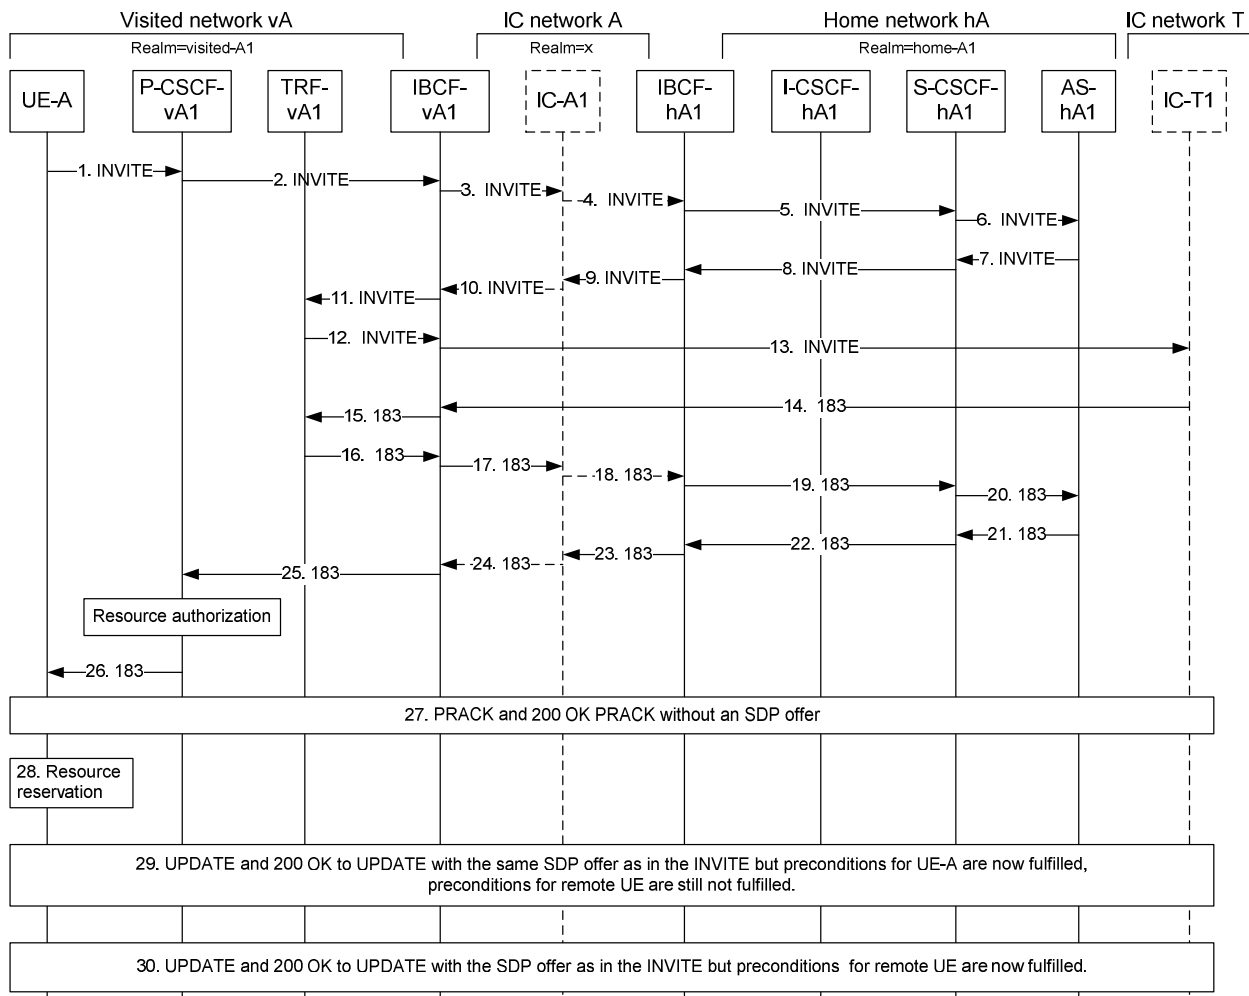 Visited network vA
IC network A
Home network hA
IC network T
Realm=visited-A1
Realm=x
Realm=home-A1
UE-A
P-CSCF-
vA1
TRF-
vA1
IBCF-
vA1
IC-A1
IBCF-
hA1
I-CSCF-
hA1
S-CSCF-
hA1
AS-
hA1
IC-T1
1. INVITE
2. INVITE
3. INVITE
4. INVITE
5. INVITE
6. INVITE
7. INVITE
8. INVITE
9. INVITE
10. INVITE
11. INVITE
12. INVITE
13. INVITE
14. 183
15. 183
16. 183
17. 183
18. 183
19. 183
20. 183
21. 183
22. 183
23. 183
24. 183
25. 183
Resource authorization
26. 183
27. PRACK and 200 OK PRACK without an SDP offer
28. Resource
reservation
29. UPDATE and 200 OK to UPDATE with the same SDP offer as in the INVITE but preconditions for UE-A are now fulfilled,
preconditions for remote UE are still not fulfilled.
30. UPDATE and 200 OK to UPDATE with the SDP offer as in the INVITE but preconditions for remote UE are now fulfilled.